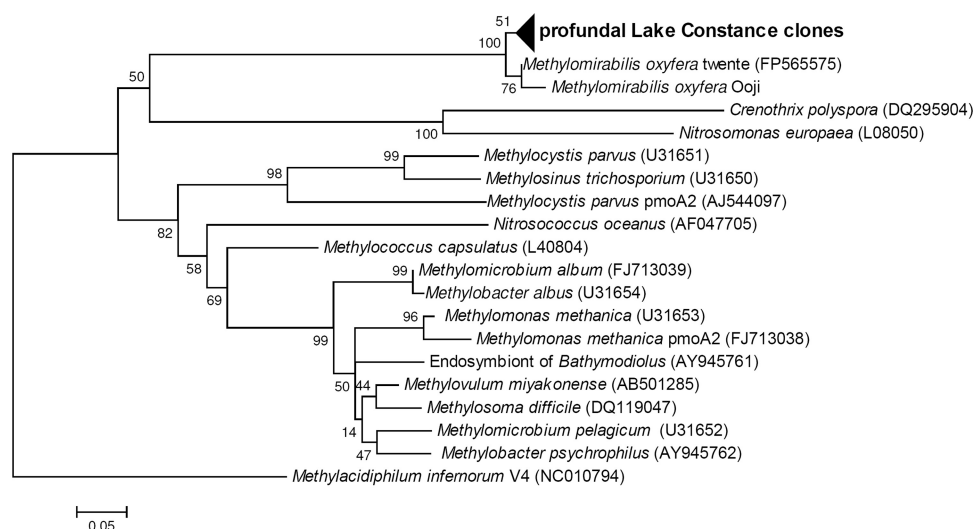 51
profundal Lake Constance clones
100
Methylomirabilis oxyfera twente (FP565575)
76
Methylomirabilis oxyfera Ooji
50
Crenothrix polyspora (DQ295904)
100
Nitrosomonas europaea (L08050)
99
Methylocystis parvus (U31651)
98
Methylosinus trichosporium (U31650)
Methylocystis parvus pmoA2 (AJ544097)
82
Nitrosococcus oceanus (AF047705)
58
Methylococcus capsulatus (L40804)
69
99
Methylomicrobium album (FJ713039)
Methylobacter albus (U31654)
96
Methylomonas methanica (U31653)
99
Methylomonas methanica pmoA2 (FJ713038)
Endosymbiont of Bathymodiolus (AY945761)
50
44
Methylovulum miyakonense (AB501285)
Methylosoma difficile (DQ119047)
14
Methylomicrobium pelagicum (U31652)
47
Methylobacter psychrophilus (AY945762)
Methylacidiphilum infernorum V4 (NC010794)
0.05